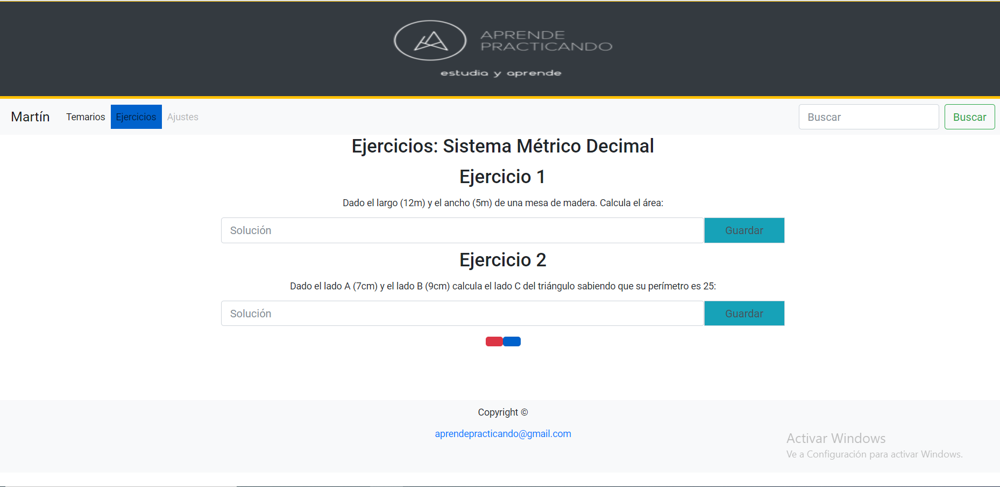 APRENDE
PRACTICANDO
estudia y aprende
Martín Temarios Ejercicios Ajustes Buscar Buscar
Ejercicios: Sistema Métrico Decimal
Ejercicio 1
Dado el largo (12m) y el ancho (5m) de una mesa de madera. Calcula el área:
Solución Guardar
Ejercicio 2
Dado el lado A (7cm) y el lado B (9cm) calcula el lado C del triángulo sabiendo que su perímetro es 25:
Solución Guardar
Copyright ©
aprendepracticando@gmail.com
Activar Windows
Ve a Configuración para activar Windows.